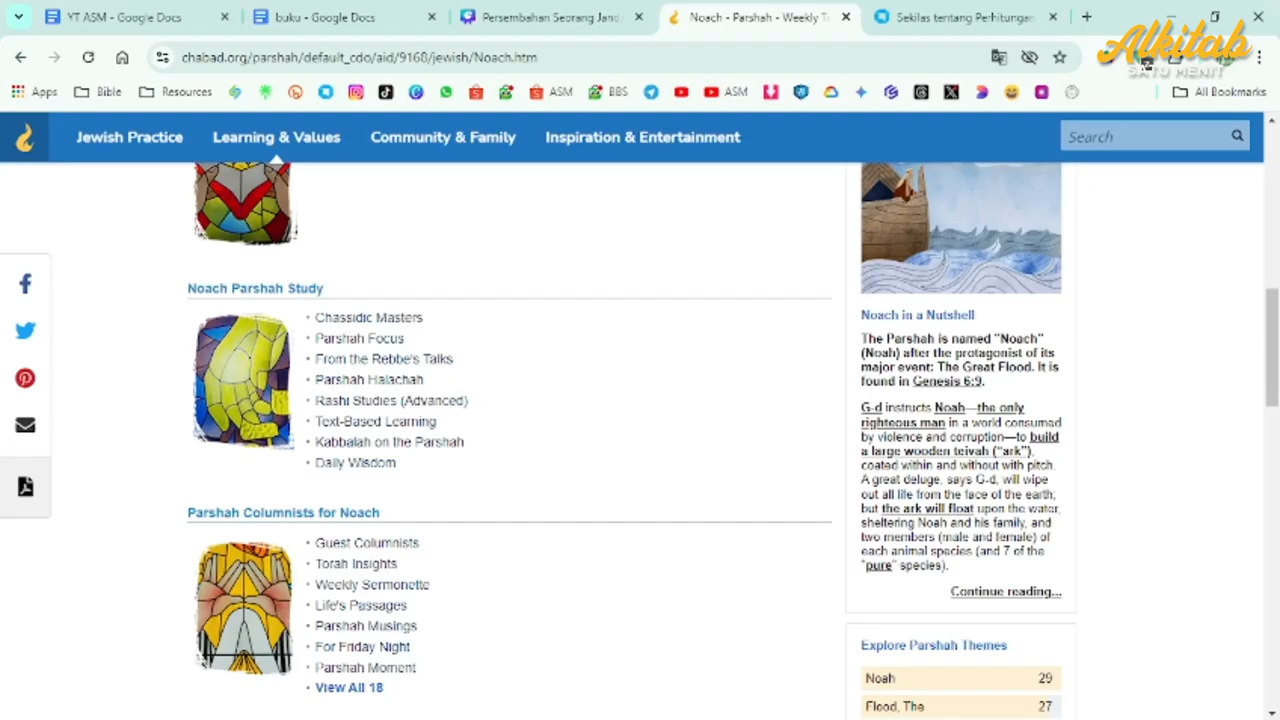 YT ASM - Google Docs
buku - Google Docs
Persembahan Seorang Jand
Noach - Parshah - Weekly To
Sekilas tentang Perhitungan
Alkitab
SATU MENIT
chabad.org/parshah/default_cdo/aid/9168/jewish/Noach.htm
Apps
Bible
Resources
ASM
BBS
ASM
All Bookmarks
Jewish Practice
Learning & Values
Community & Family
Inspiration & Entertainment
Search
Noach Parshah Study
Chassidic Masters
Parshah Focus
From the Rebbe's Talks
Parshah Halachah
Rashi Studies (Advanced)
Text-Based Learning
Kabbalah on the Parshah
Daily Wisdom
Parshah Columnists for Noach
Guest Columnists
Torah Insights
Weekly Sermonette
Life's Passages
Parshah Musings
For Friday Night
Parshah Moment
View All 18
Noach in a Nutshell
The Parshah is named "Noach"
(Noah) after the protagonist of its
major event: The Great Flood. It is
found in Genesis 6:9.
G-d instructs Noah—the only
righteous man in a world consumed
by violence and corruption—to build
a large wooden teivah ("ark"),
coated within and without with pitch.
A great deluge, says G-d, will wipe
out all life from the face of the earth;
but the ark will float upon the water,
sheltering Noah and his family, and
two members (male and female) of
each animal species (and 7 of the
"pure" species).
Continue reading...
Explore Parshah Themes
Noah 29
Flood, The 27